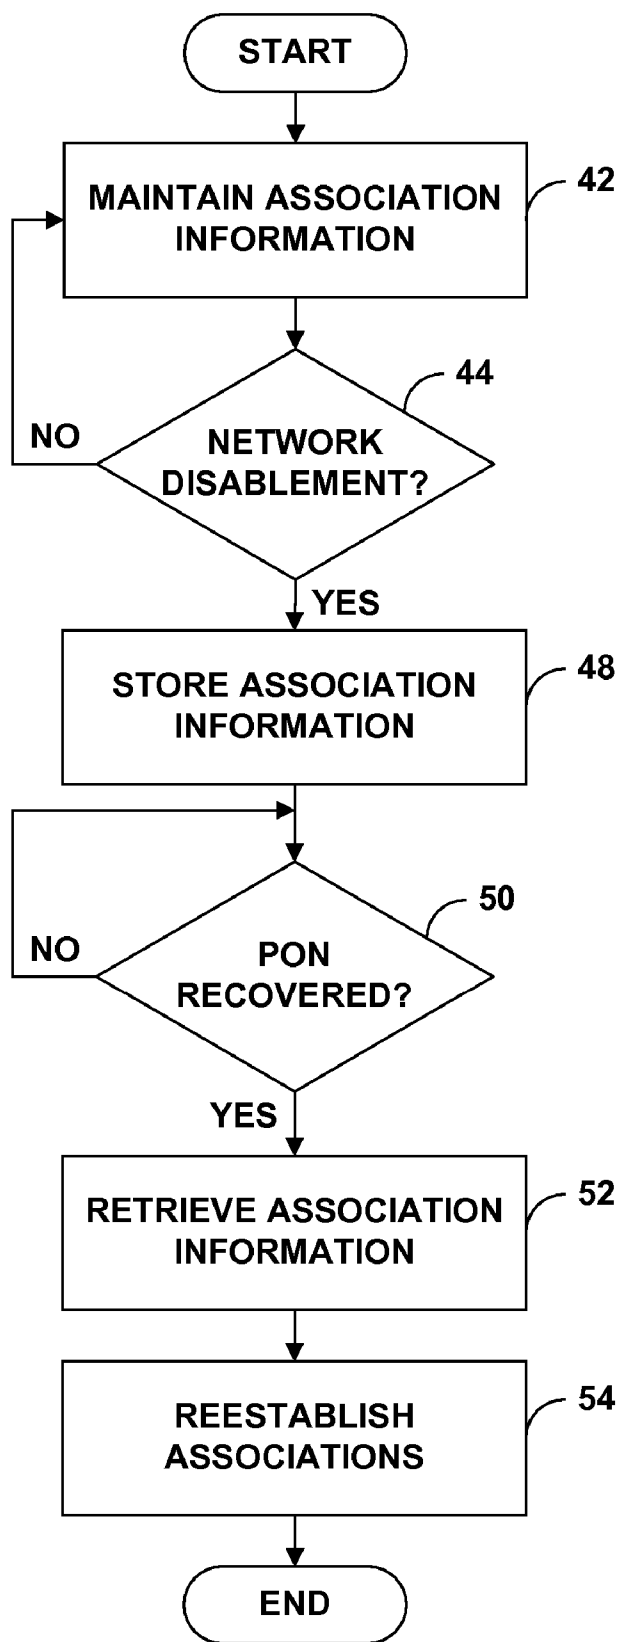 START
MAINTAIN ASSOCIATION
INFORMATION
42
44
NETWORK
DISABLEMENT?
NO
YES
STORE ASSOCIATION
INFORMATION
48
50
PON
RECOVERED?
NO
YES
RETRIEVE ASSOCIATION
INFORMATION
52
REESTABLISH
ASSOCIATIONS
54
END